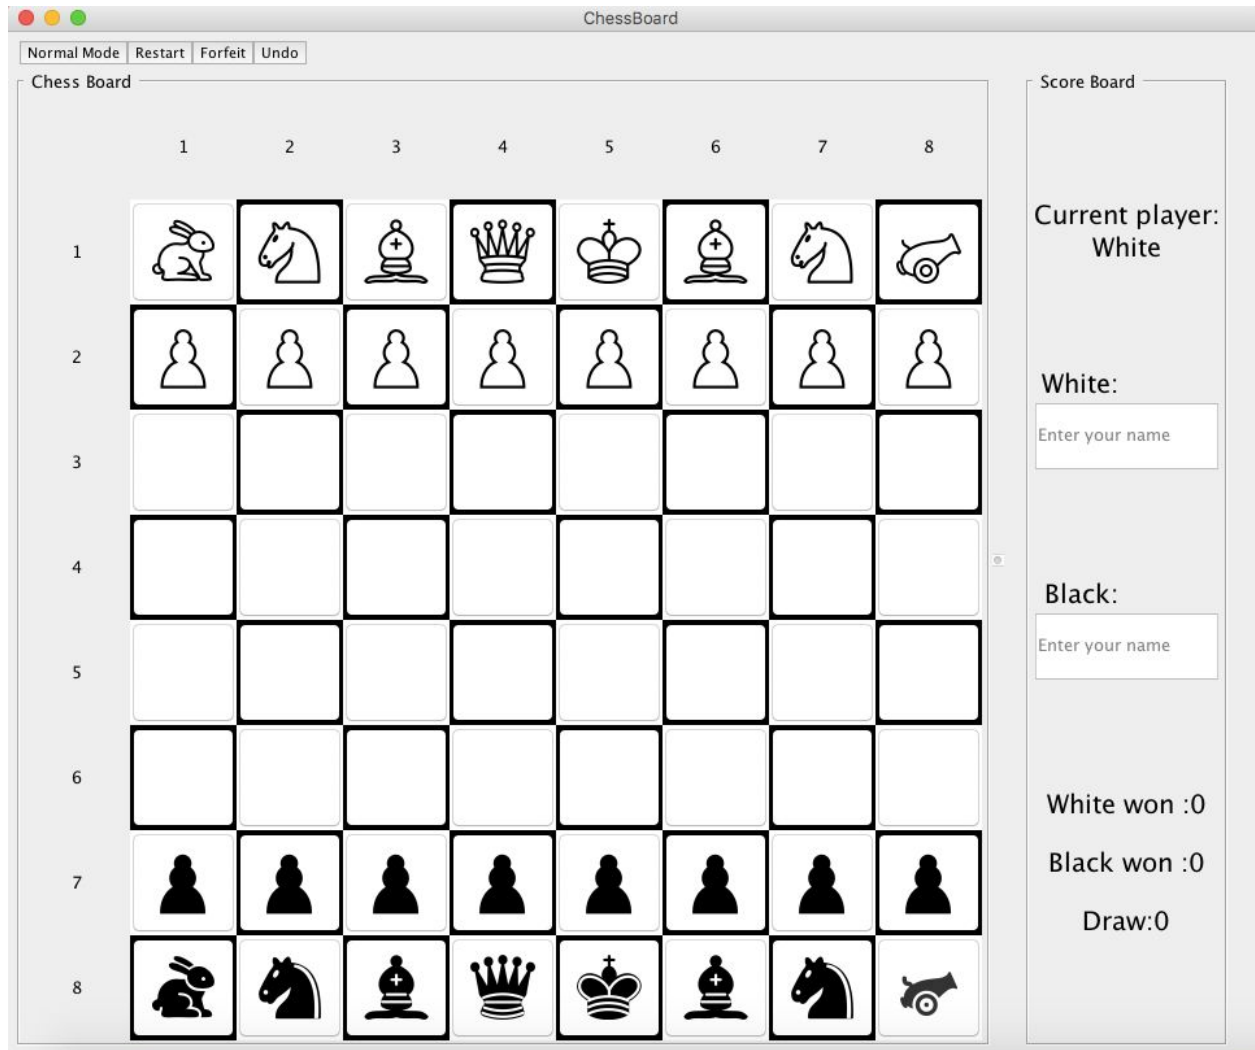 ChessBoard
Normal Mode Restart Forfeit Undo
Chess Board
1 2 3 4 5 6 7 8
1
2
3
4
5
6
7
8
Score Board
Current player:
White
White:
Enter your name
Black:
Enter your name
White won :0
Black won :0
Draw:0